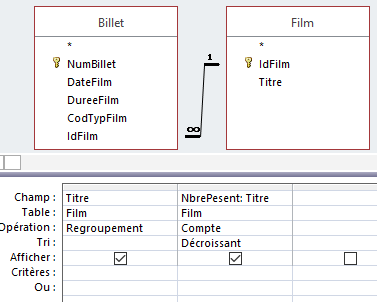 Billet
*
NumBillet
DateFilm
DureeFilm
CodTypFilm
IdFilm
1
∞
Film
*
IdFilm
Titre
Champ : Titre NbrePesent: Titre
Table : Film Film
Opération : Regroupement Compte
Tri : Décroissant
Afficher :
Critères :
Ou :